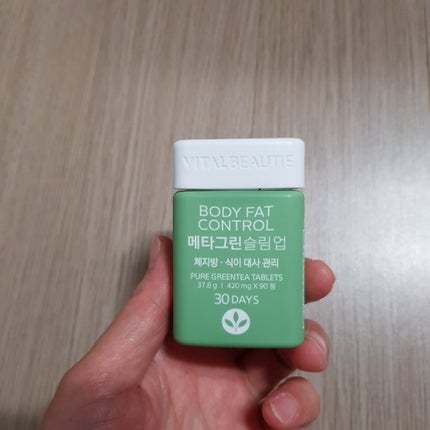 VITALBEAUTIE
BODY FAT
CONTROL
메타그린슬림업
체지방 · 식이 대사 관리
PURE GREENTEA TABLETS
37.8 g | 420 mg X 90 정
30 DAYS